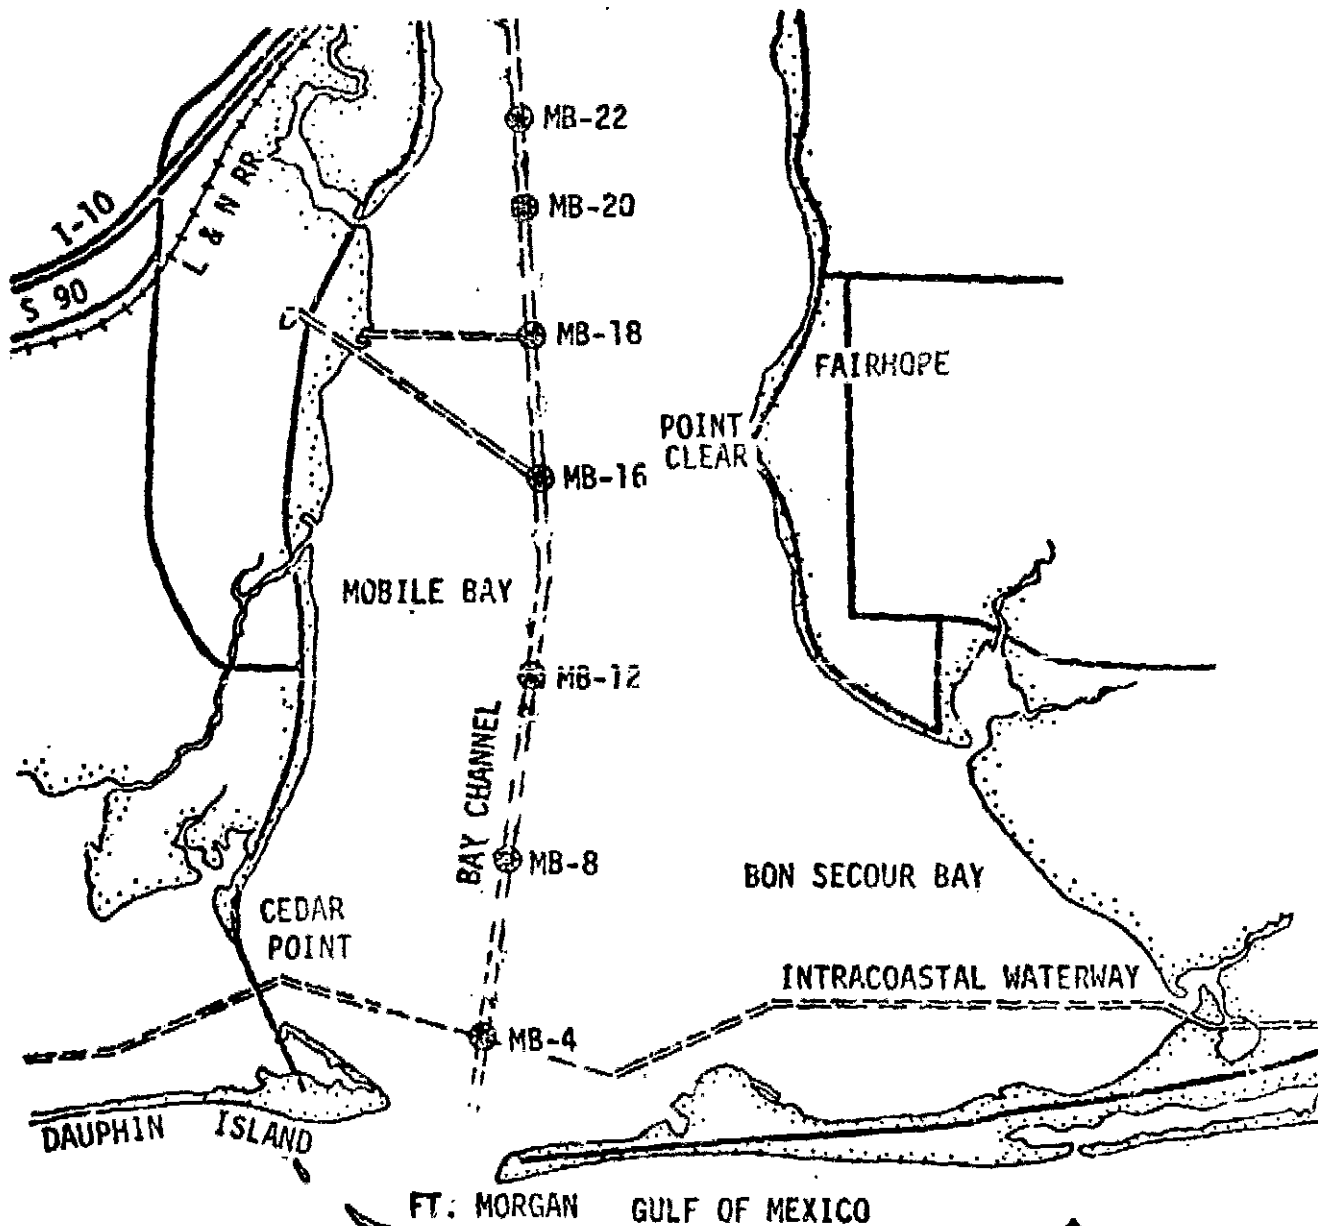 MB-22
MB-20
I-10
L & N RR
S 90
MB-18
FAIRHOPE
POINT
CLEAR
MB-16
MOBILE BAY
MB-12
BAY CHANNEL
MB-8
BON SECOUR BAY
CEDAR
POINT
INTRACOASTAL WATERWAY
MB-4
DAUPHIN ISLAND
FT. MORGAN
GULF OF MEXICO